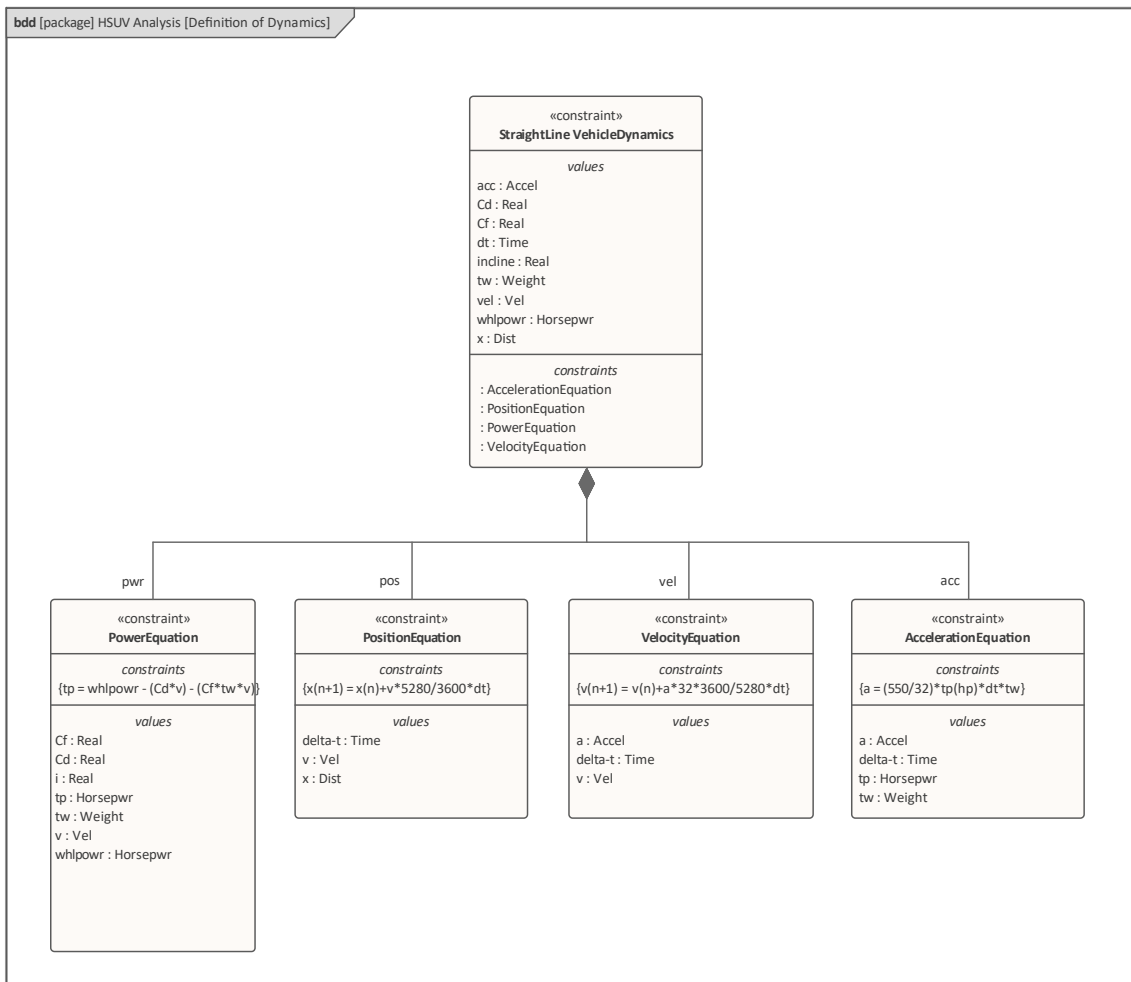 bdd [package] HSUV Analysis [Definition of Dynamics]
«constraint»
StraightLine VehicleDynamics
values
acc : Accel
Cd : Real
Cf : Real
dt : Time
incline : Real
tw : Weight
vel : Vel
whlpowr : Horsepwr
x : Dist
constraints
: AccelerationEquation
: PositionEquation
: PowerEquation
: VelocityEquation
pwr
pos
vel
acc
«constraint»
PowerEquation
constraints
{tp = whlpowr - (Cd*v) - (Cf*tw*v)}
values
Cf : Real
Cd : Real
i : Real
tp : Horsepwr
tw : Weight
v : Vel
whlpowr : Horsepwr
«constraint»
PositionEquation
constraints
{x(n+1) = x(n)+v*5280/3600*dt}
values
delta-t : Time
v : Vel
x : Dist
«constraint»
VelocityEquation
constraints
{v(n+1) = v(n)+a*32*3600/5280*dt}
values
a : Accel
delta-t : Time
v : Vel
«constraint»
AccelerationEquation
constraints
{a = (550/32)*tp(hp)*dt*tw}
values
a : Accel
delta-t : Time
tp : Horsepwr
tw : Weight